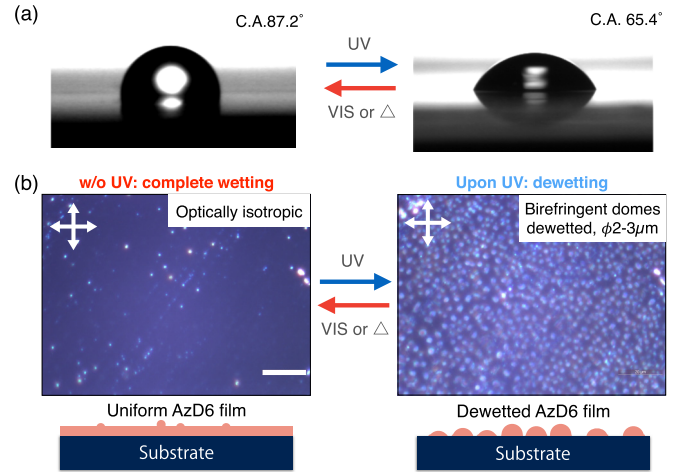 (a)
C.A.87.2°
UV
VIS or △
C.A. 65.4°
(b)
w/o UV: complete wetting
Upon UV: dewetting
Optically isotropic
Birefringent domes
dewetted, ϕ2-3μm
UV
VIS or △
Uniform AzD6 film
Dewetted AzD6 film
Substrate
Substrate